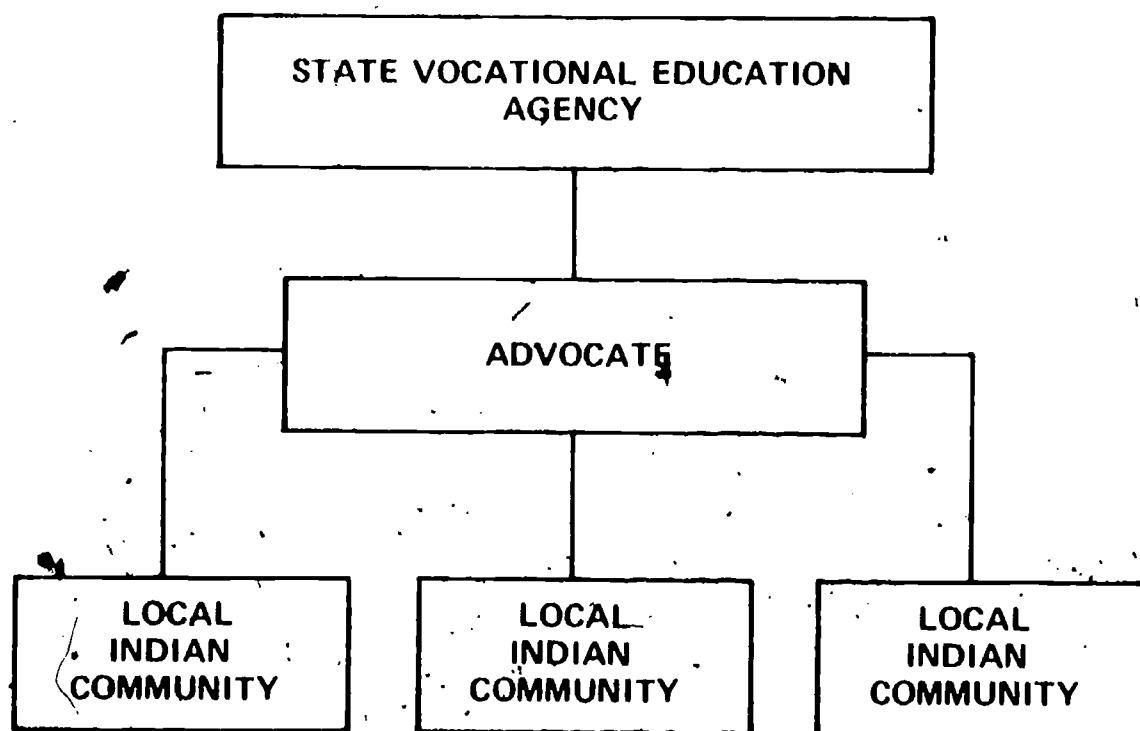 STATE VOCATIONAL EDUCATION
AGENCY
ADVOCATE
LOCAL
INDIAN
COMMUNITY
LOCAL
INDIAN
COMMUNITY
LOCAL
INDIAN
COMMUNITY